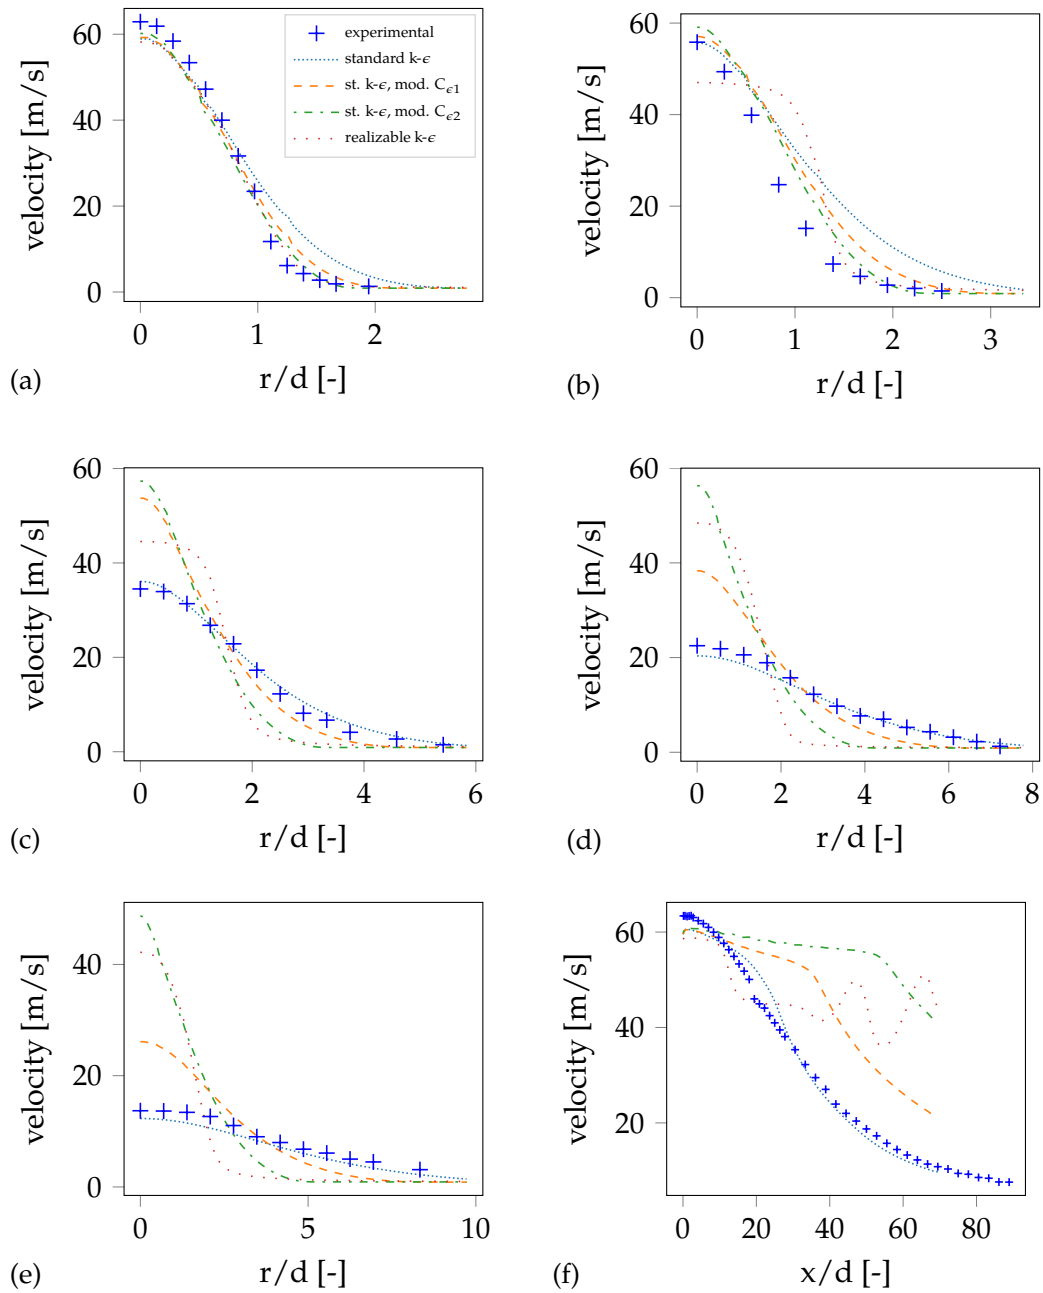 60
40
20
0
velocity [m/s]
0
1
2
r/d [-]
(a)
experimental
standard k-ϵ
st. k-ϵ, mod. Cϵ1
st. k-ϵ, mod. Cϵ2
realizable k-ϵ
60
40
20
0
velocity [m/s]
0
1
2
3
r/d [-]
(b)
60
40
20
0
velocity [m/s]
0
2
4
6
r/d [-]
(c)
60
40
20
0
velocity [m/s]
0
2
4
6
8
r/d [-]
(d)
40
20
0
velocity [m/s]
0
5
10
r/d [-]
(e)
60
40
20
velocity [m/s]
0
20
40
60
80
x/d [-]
(f)